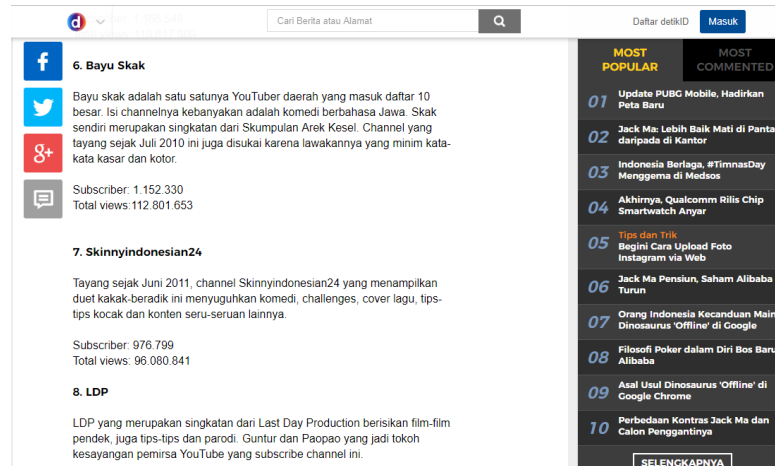 d
Cari Berita atau Alamat
Daftar detikID
Masuk
f
g+
6. Bayu Skak
Bayu skak adalah satu satunya YouTuber daerah yang masuk daftar 10
besar. Isi channelnya kebanyakan adalah komedi berbahasa Jawa. Skak
sendiri merupakan singkatan dari Skumpulan Arek Kesel. Channel yang
tayang sejak Juli 2010 ini juga disukai karena lawakannya yang minim kata-
kata kasar dan kotor.
Subscriber: 1.152.330
Total views:112.801.653
7. Skinnyindonesian24
Tayang sejak Juni 2011, channel Skinnyindonesian24 yang menampilkan
duet kakak-beradik ini menyuguhkan komedi, challenges, cover lagu, tips-
tips kocak dan konten seru-seruan lainnya.
Subscriber: 976.799
Total views: 96.080.841
8. LDP
LDP yang merupakan singkatan dari Last Day Production berisikan film-film
pendek, juga tips-tips dan parodi. Guntur dan Paopao yang jadi tokoh
kesayangan pemirsa YouTube yang subscribe channel ini.
MOST
POPULAR
MOST
COMMENTED
01 Update PUBG Mobile, Hadirkan
Peta Baru
02 Jack Ma: Lebih Baik Mati di Panta
daripada di Kantor
03 Indonesia Berlaga, #TimnasDay
Menggema di Medsos
04 Akhirnya, Qualcomm Rilis Chip
Smartwatch Anyar
05 Tips dan Trik
Begini Cara Upload Foto
Instagram via Web
06 Jack Ma Pensiun, Saham Alibaba
Turun
07 Orang Indonesia Kecanduan Main
Dinosaurus 'Offline' di Google
08 Filosofi Poker dalam Diri Bos Baru
Alibaba
09 Asal Usul Dinosaurus 'Offline' di
Google Chrome
10 Perbedaan Kontras Jack Ma dan
Calon Penggantinya
SELENGKAPNYA